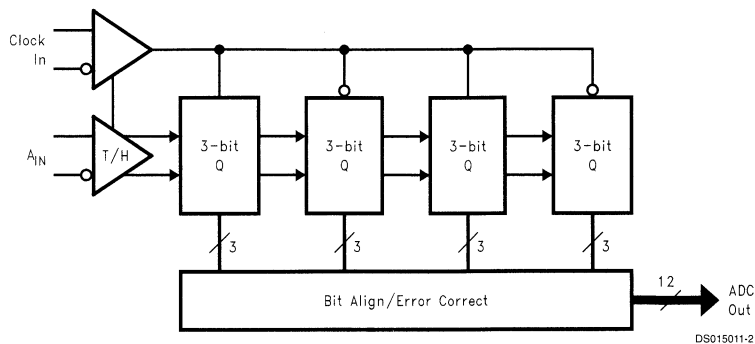 Clock
In
A_IN
T/H
3-bit
Q
3-bit
Q
3-bit
Q
3-bit
Q
3
3
3
3
Bit Align/Error Correct
12
ADC
Out
DS015011-2